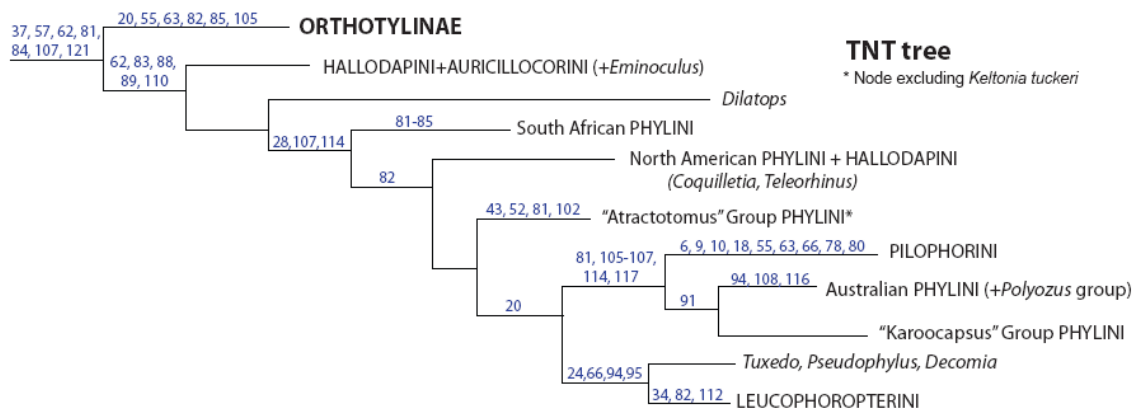 37, 57, 62, 81,
84, 107, 121
20, 55, 63, 82, 85, 105
ORTHOTYLINAE
TNT tree
* Node excluding Keltonia tuckeri
62, 83, 88,
89, 110
HALLODAPINI+AURICILLOCORINI (+Eminoculus)
Dilatops
28,107,114
81-85
South African PHYLINI
82
North American PHYLINI + HALLODAPINI
(Coquilletia, Teleorhinus)
43, 52, 81, 102
“Atractotomus” Group PHYLINI*
81, 105-107,
114, 117
6, 9, 10, 18, 55, 63, 66, 78, 80
PILOPHORINI
94, 108, 116
Australian PHYLINI (+Polyozus group)
91
20
“Karoocapsus” Group PHYLINI
Tuxedo, Pseudophylus, Decomia
24,66,94,95
34, 82, 112
LEUCOPHOROPTERINI